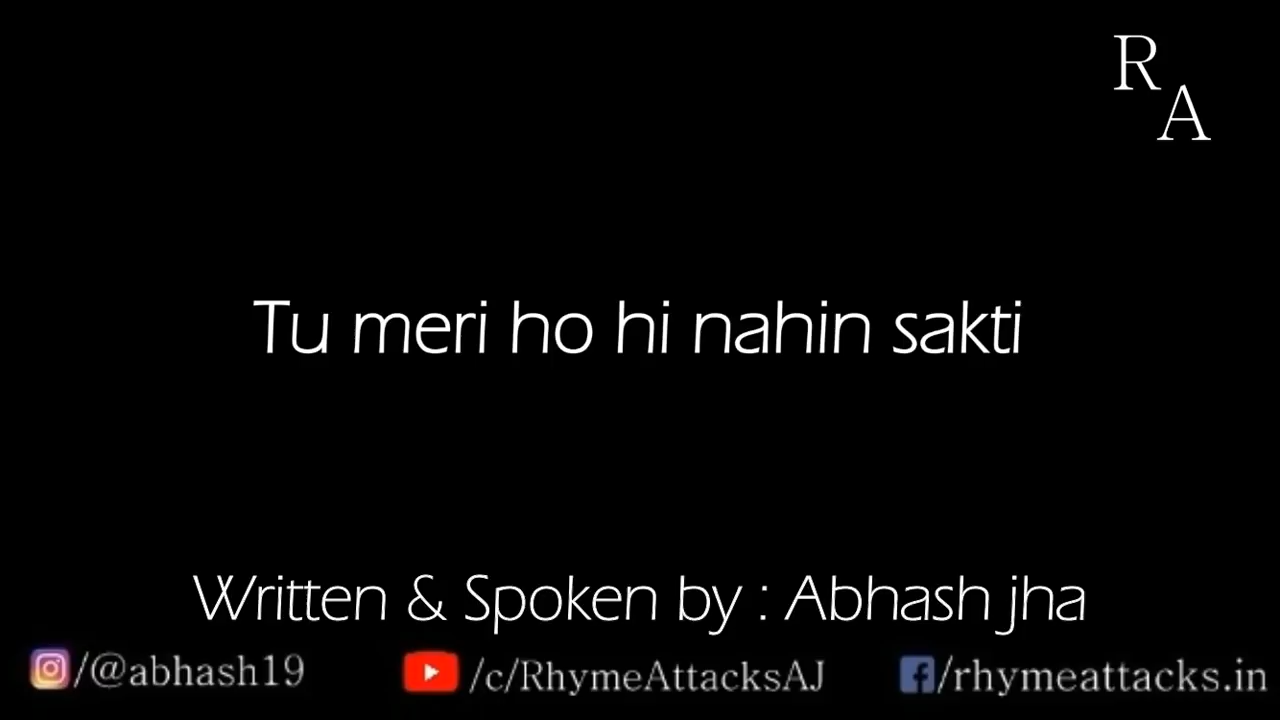 R
A
Tu meri ho hi nahin sakti
Written & Spoken by : Abhash jha
/@abhash19 /c/RhymeAttacksAJ /rhymeattacks.in